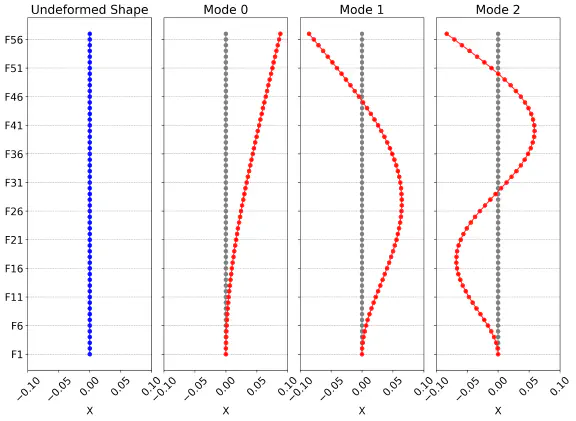 Undeformed Shape
Mode 0
Mode 1
Mode 2
F56
F51
F46
F41
F36
F31
F26
F21
F16
F11
F6
F1
−0.10 −0.05 0.00 0.05 0.10
−0.10 −0.05 0.00 0.05 0.10
−0.10 −0.05 0.00 0.05 0.10
−0.10 −0.05 0.00 0.05 0.10
X
X
X
X